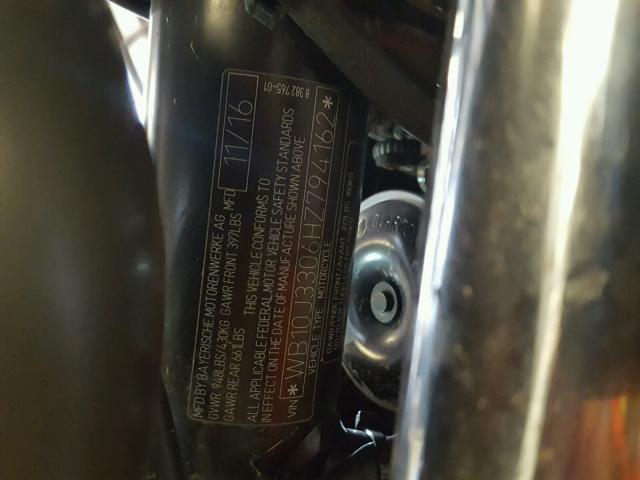 MFD BY BAYERISCHE MOTORENWERKE AG
GVWR 948LBS/430KG GAWR FRONT 397LBS MFD
GAWR REAR 661LBS
11/16
8 382 765-01
THIS VEHICLE CONFORMS TO
ALL APPLICABLE FEDERAL MOTOR VEHICLE SAFETY STANDARDS
IN EFFECT ON THE DATE OF MANUFACTURE SHOWN ABOVE
VIN *WB10J3306HZ794162*
VEHICLE TYPE MOTORCYCLE